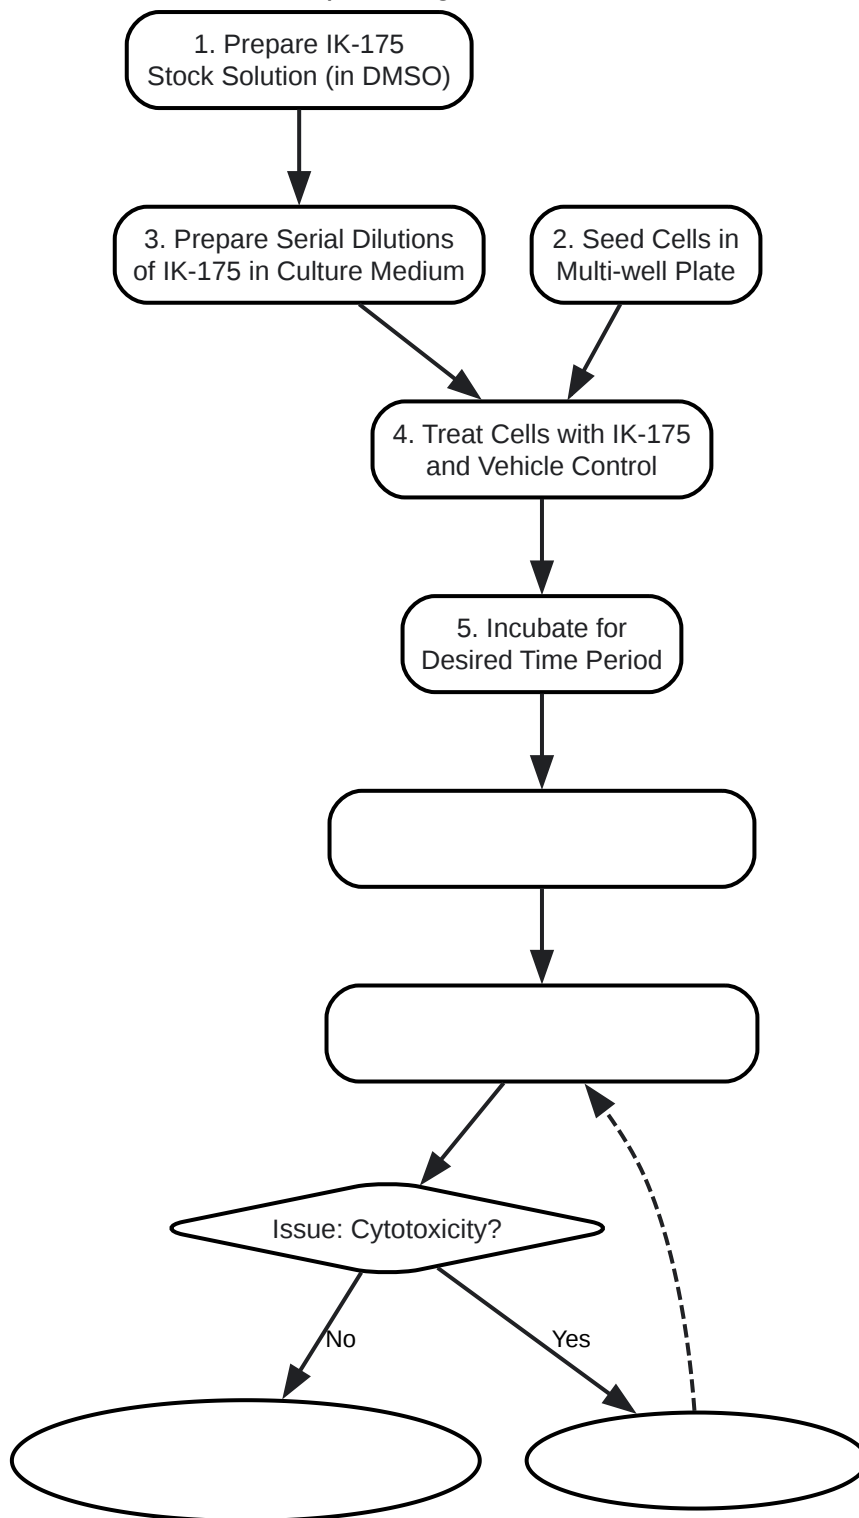 1. Prepare IK-175
Stock Solution (in DMSO)
3. Prepare Serial Dilutions
of IK-175 in Culture Medium
2. Seed Cells in
Multi-well Plate
4. Treat Cells with IK-175
and Vehicle Control
5. Incubate for
Desired Time Period
Issue: Cytotoxicity?
No
Yes